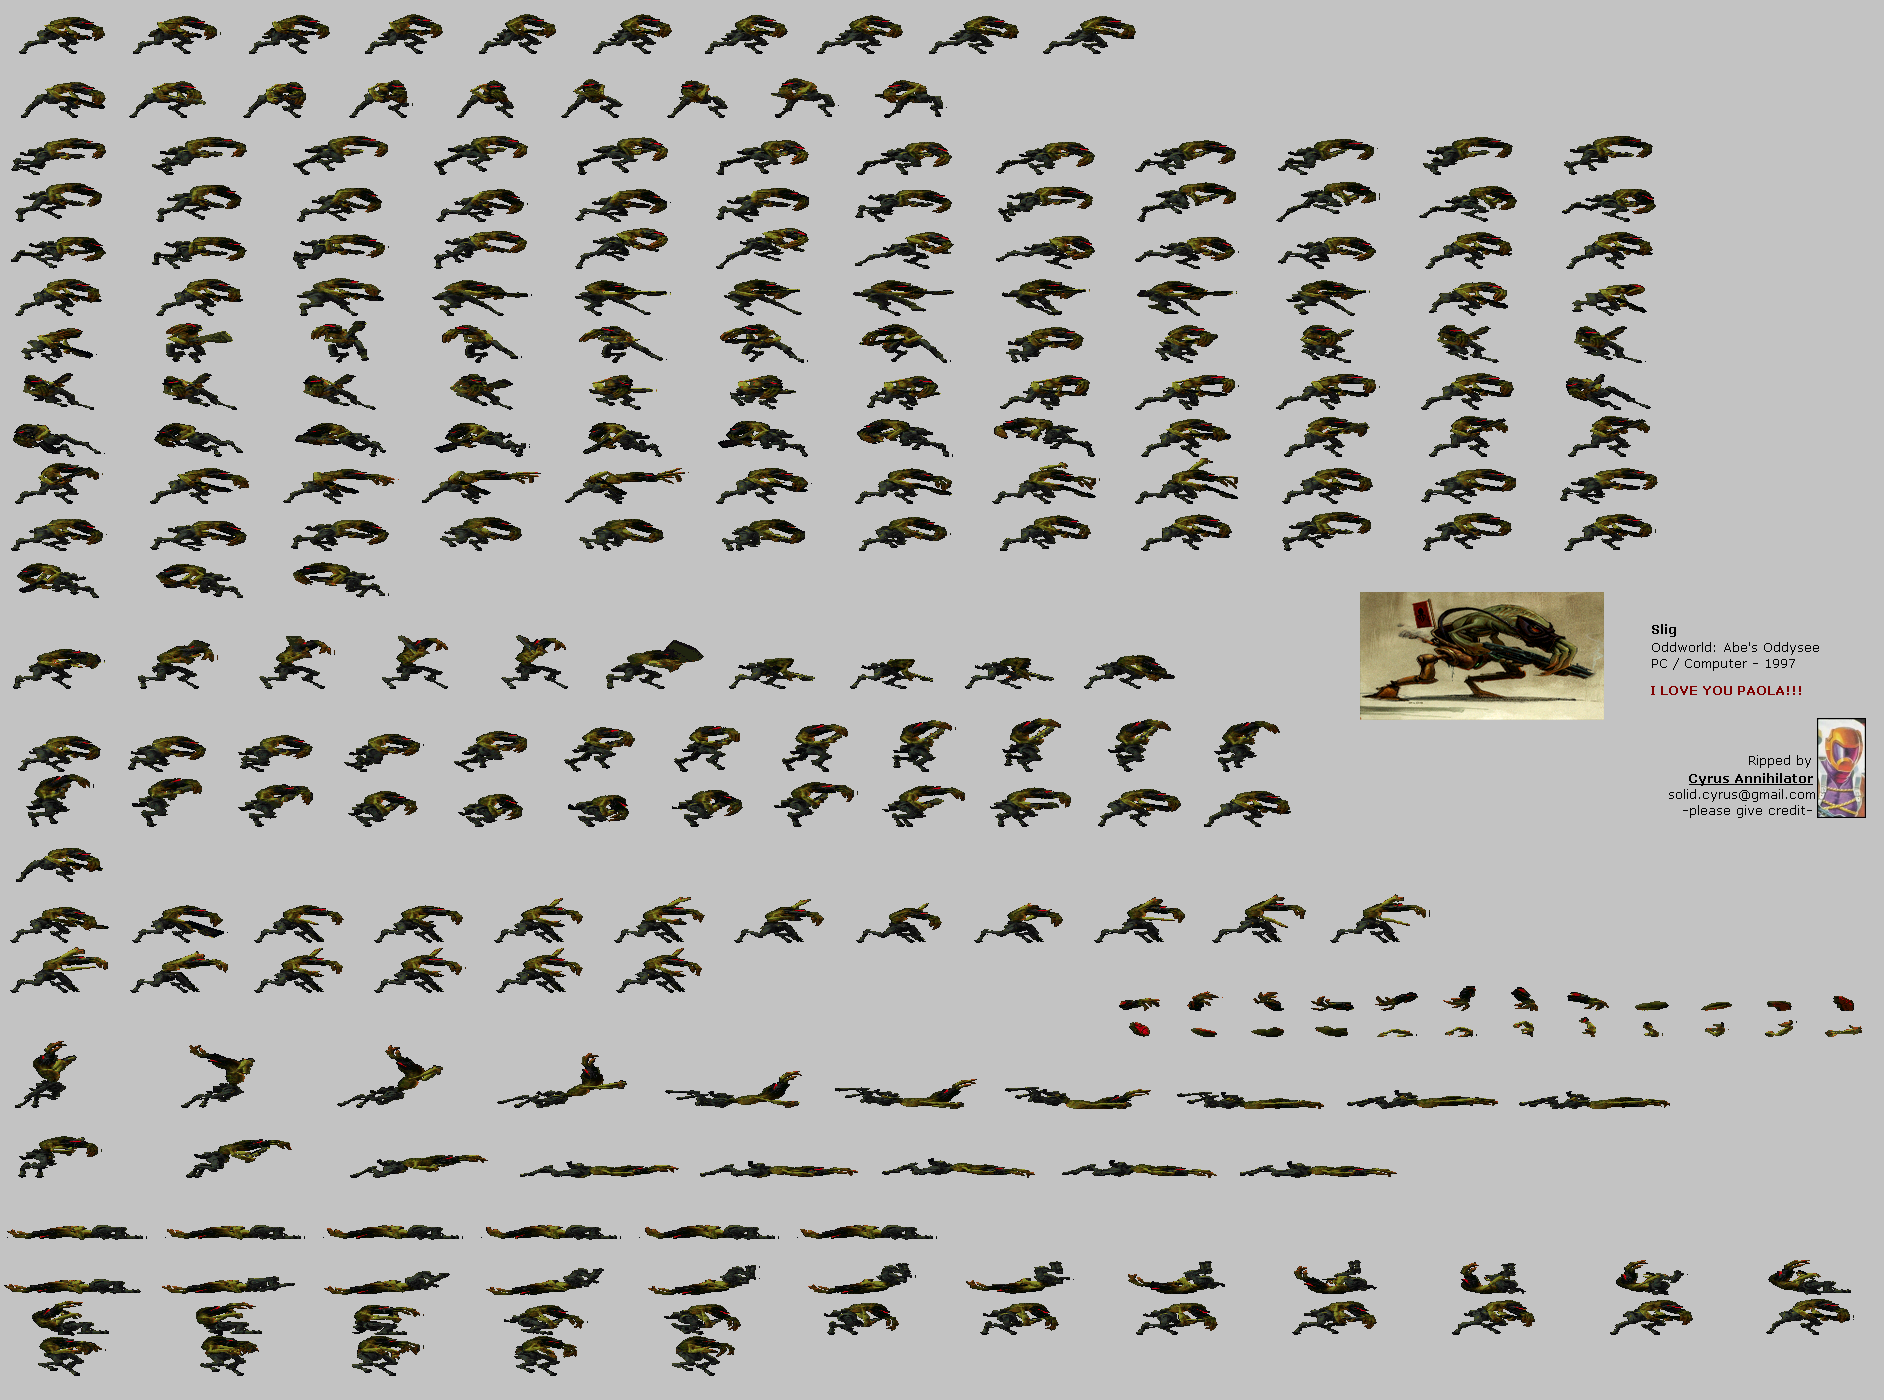 Slig
Oddworld: Abe's Oddysee
PC / Computer - 1997
I LOVE YOU PAOLA!!!
Ripped by
Cyrus Annihilator
solid.cyrus@gmail.com
-please give credit-